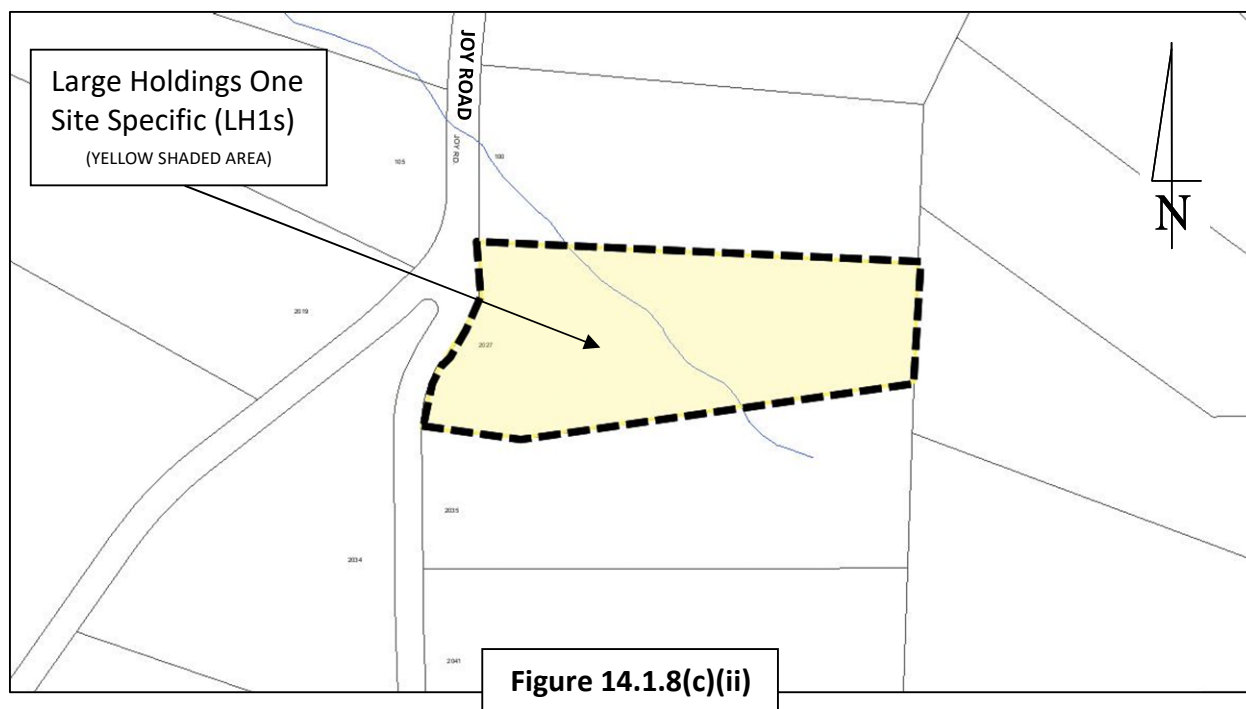 Large Holdings One
Site Specific (LH1s)
(YELLOW SHADED AREA)
JOY ROAD
JOY RD.
N
105
100
2019
2027
2035
2034
2041
Figure 14.1.8(c)(ii)